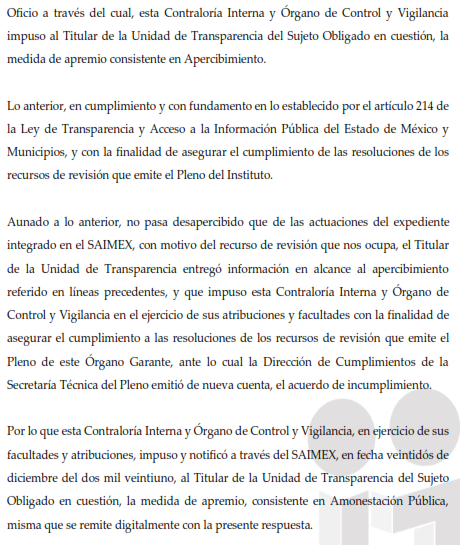 Oficio a través del cual, esta Contraloría Interna y Órgano de Control y Vigilancia
impuso al Titular de la Unidad de Transparencia del Sujeto Obligado en cuestión, la
medida de apremio consistente en Apercibimiento.
Lo anterior, en cumplimiento y con fundamento en lo establecido por el artículo 214 de
la Ley de Transparencia y Acceso a la Información Pública del Estado de México y
Municipios, y con la finalidad de asegurar el cumplimiento de las resoluciones de los
recursos de revisión que emite el Pleno del Instituto.
Aunado a lo anterior, no pasa desapercibido que de las actuaciones del expediente
integrado en el SAIMEX, con motivo del recurso de revisión que nos ocupa, el Titular
de la Unidad de Transparencia entregó información en alcance al apercibimiento
referido en líneas precedentes, y que impuso esta Contraloría Interna y Órgano de
Control y Vigilancia en el ejercicio de sus atribuciones y facultades con la finalidad de
asegurar el cumplimiento a las resoluciones de los recursos de revisión que emite el
Pleno de este Órgano Garante, ante lo cual la Dirección de Cumplimientos de la
Secretaría Técnica del Pleno emitió de nueva cuenta, el acuerdo de incumplimiento.
Por lo que esta Contraloría Interna y Órgano de Control y Vigilancia, en ejercicio de sus
facultades y atribuciones, impuso y notificó a través del SAIMEX, en fecha veintidós de
diciembre del dos mil veintiuno, al Titular de la Unidad de Transparencia del Sujeto
Obligado en cuestión, la medida de apremio, consistente en Amonestación Pública,
misma que se remite digitalmente con la presente respuesta.